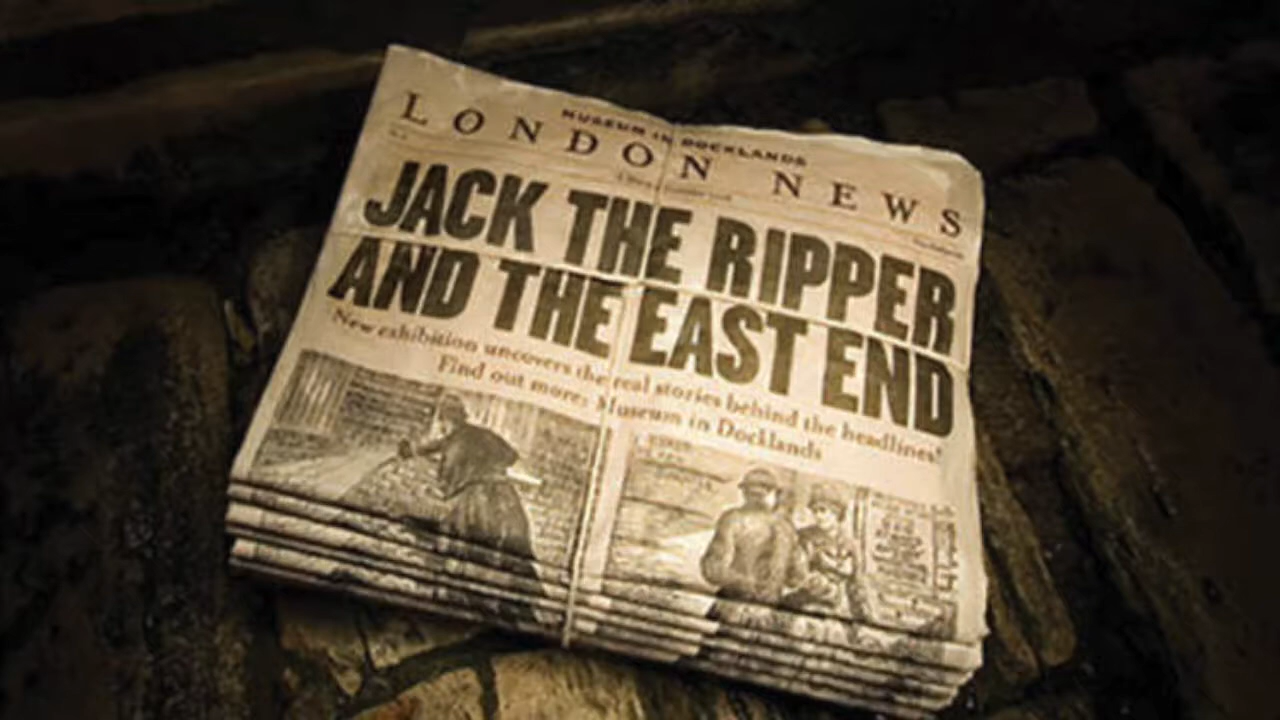 MUSEUM IN DOCKLANDS
LONDON NEWS
JACK THE RIPPER
AND THE EAST END
New exhibition uncovers the real stories behind the headlines!
Find out more: Museum in Docklands